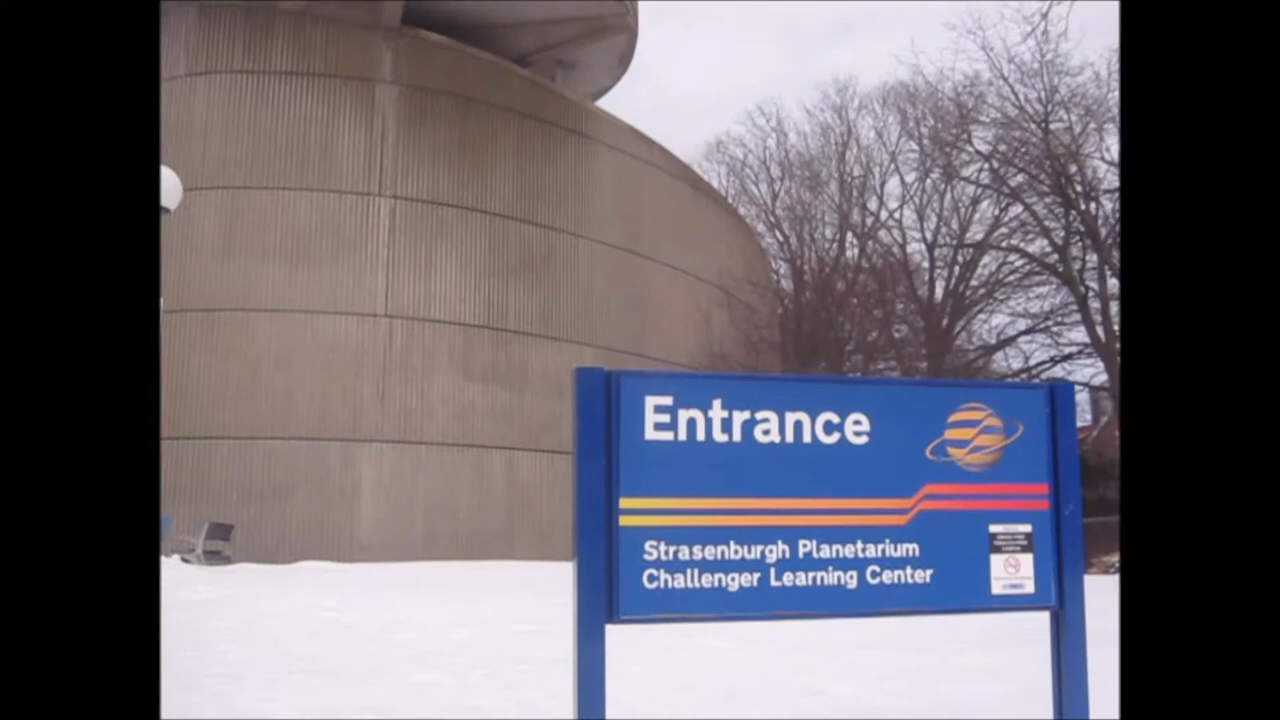 Entrance
Strasenburgh Planetarium
Challenger Learning Center